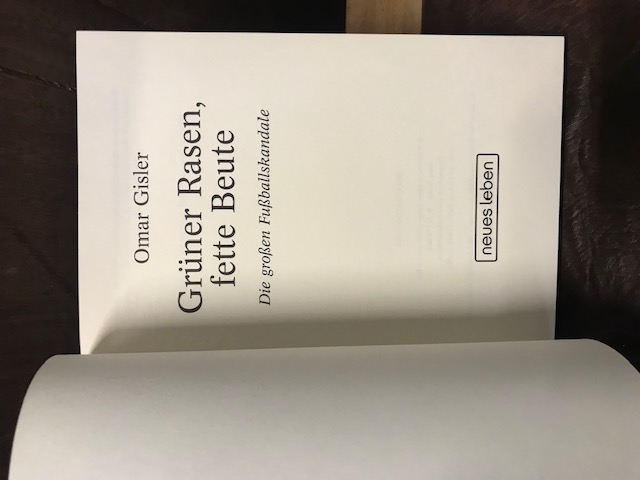 Omar Gisler
Grüner Rasen,
fette Beute
Die großen Fußballskandale
neues leben